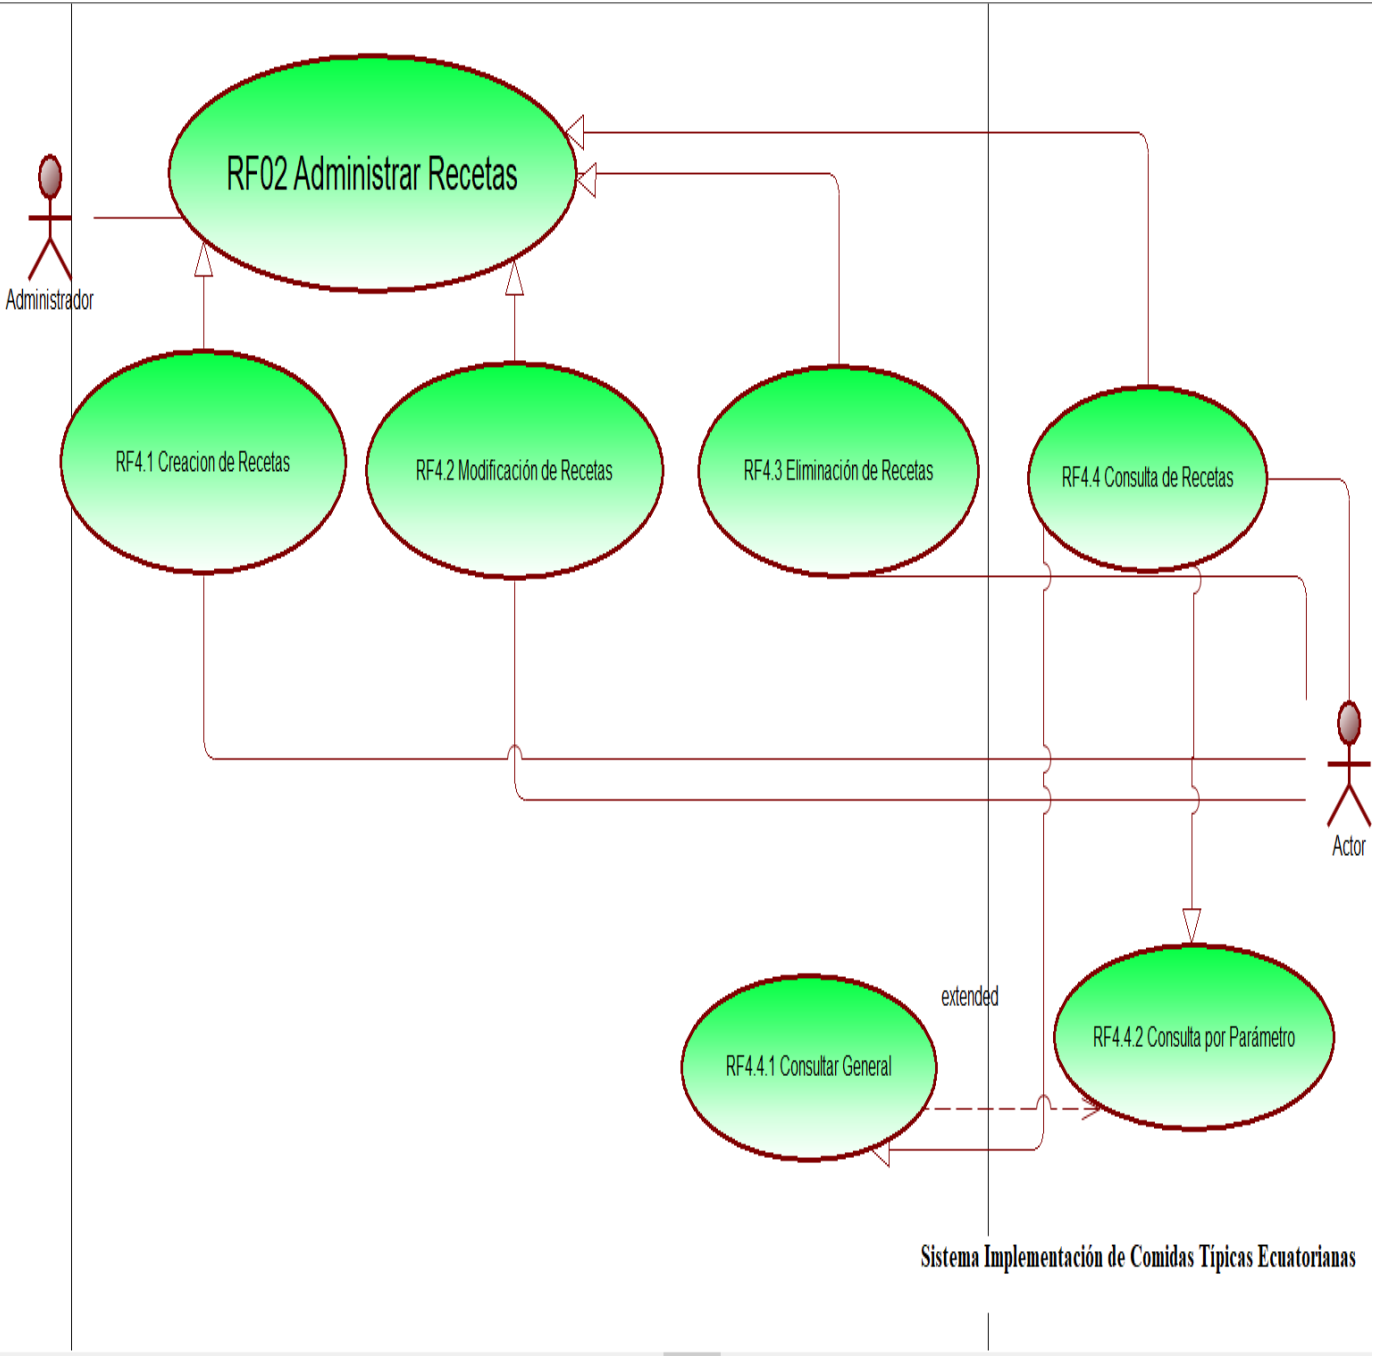 RF02 Administrar Recetas
Administrador
RF4.1 Creacion de Recetas
RF4.2 Modificación de Recetas
RF4.3 Eliminación de Recetas
RF4.4 Consulta de Recetas
Actor
extended
RF4.4.1 Consultar General
RF4.4.2 Consulta por Parámetro
Sistema Implementación de Comidas Típicas Ecuatorianas